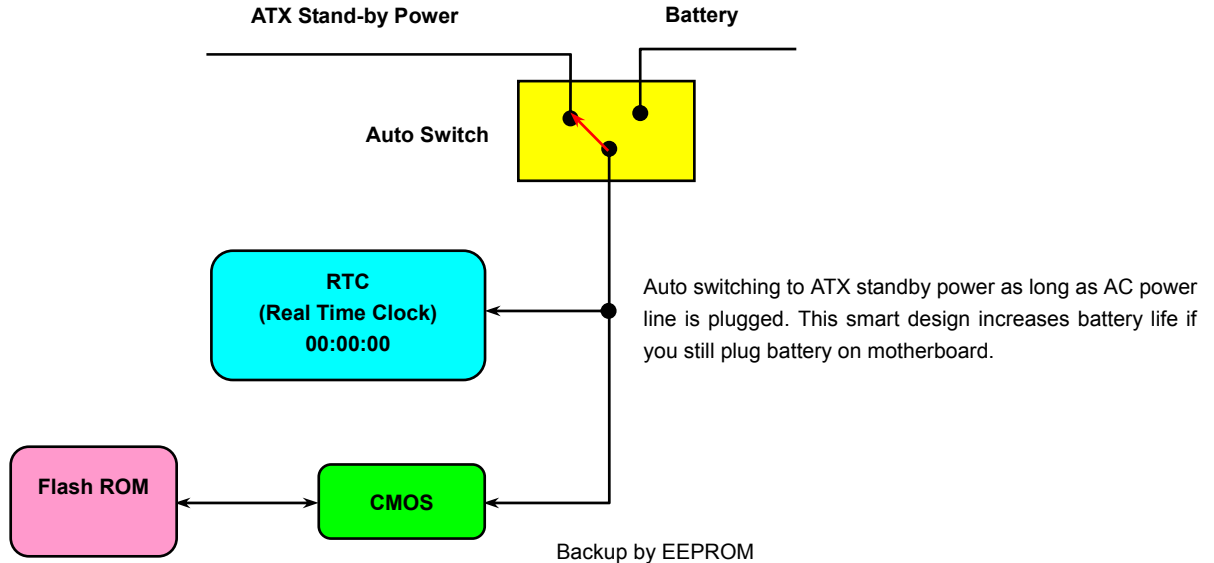 ATX Stand-by Power
Battery
Auto Switch
RTC
(Real Time Clock)
00:00:00
Auto switching to ATX standby power as long as AC power
line is plugged. This smart design increases battery life if
you still plug battery on motherboard.
Flash ROM
CMOS
Backup by EEPROM